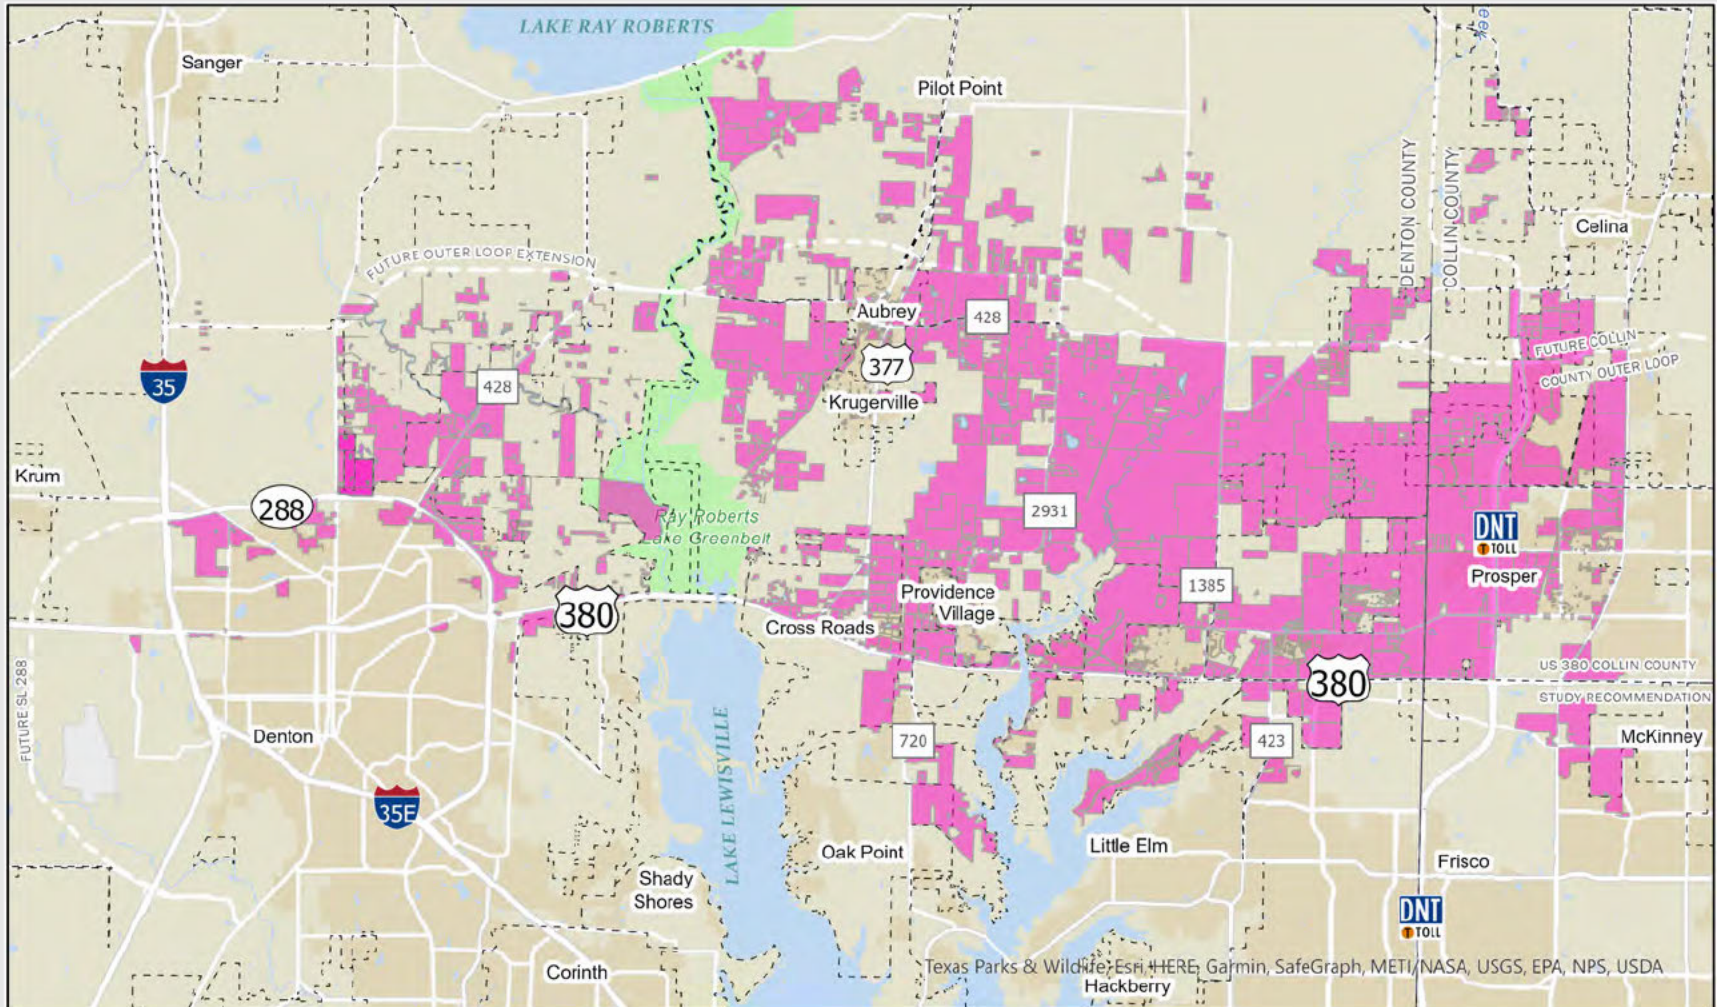 LAKE RAY ROBERTS
eek
Sanger
Pilot Point
DENTON COUNTY
COLLIN COUNTY
Celina
FUTURE OUTER LOOP EXTENSION
Aubrey
428
377
FUTURE COLLIN
COUNTY OUTER LOOP
35
428
Krugerville
Krum
288
2931
Ray Roberts
Lake Greenbelt
DNT
T TOLL
Prosper
380
Providence
Village
1385
Cross Roads
FUTURE SL 288
US 380 COLLIN COUNTY
380
STUDY RECOMMENDATION
Denton
720
423
McKinney
LAKE LEWISVILLE
35E
Oak Point
Little Elm
Frisco
Shady
Shores
DNT
T TOLL
Corinth
Texas Parks & Wildlife, Esri, HERE, Garmin, SafeGraph, METI/NASA, USGS, EPA, NPS, USDA
Hackberry